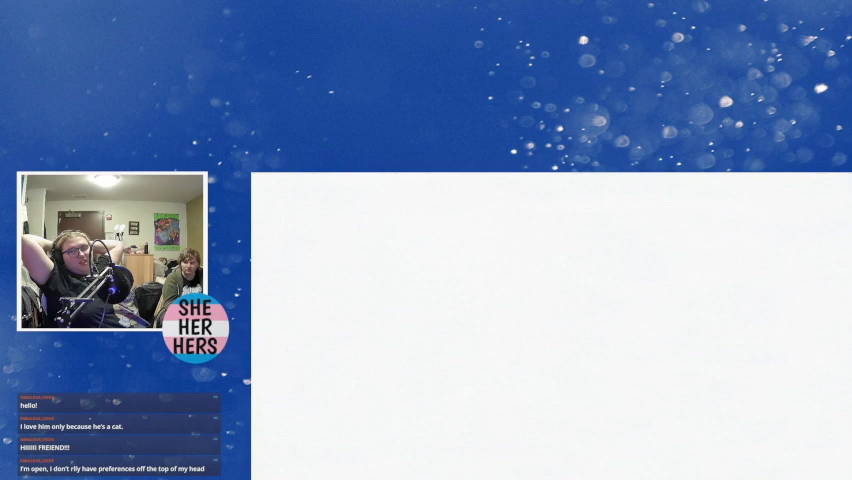 SHE
HER
HERS
hello!
I love him only because he's a cat.
HIIIIII FREIEND!!!
I'm open, I don't rlly have preferences off the top of my head